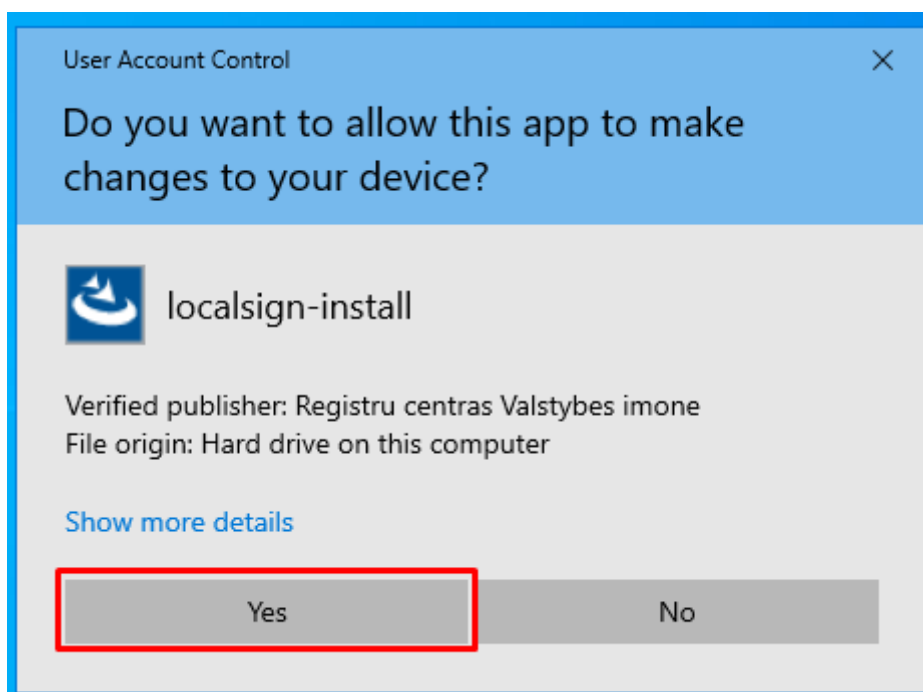 User Account Control
Do you want to allow this app to make
changes to your device?
localsign-install
Verified publisher: Registru centras Valstybes imone
File origin: Hard drive on this computer
Show more details
Yes
No